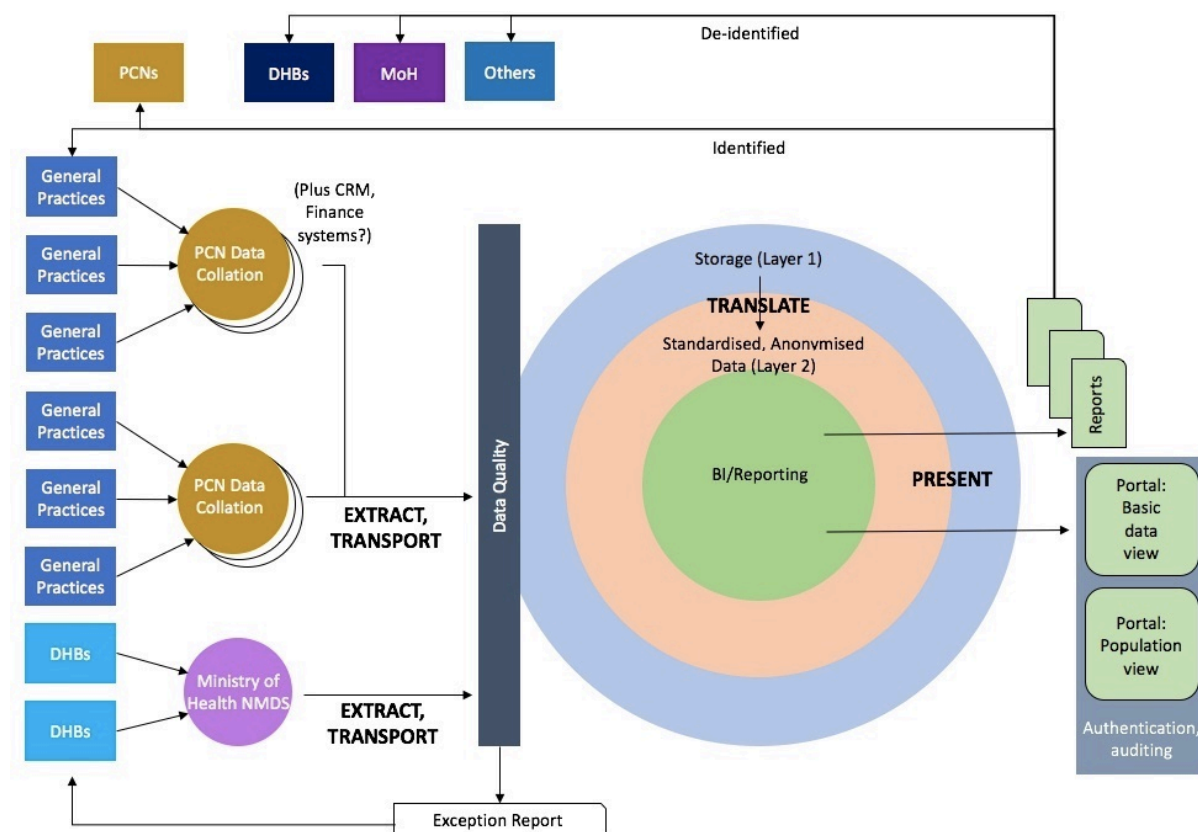 De-identified
PCNs
DHBs
MoH
Others
Identified
General
Practices
General
Practices
General
Practices
PCN Data
Collation
(Plus CRM,
Finance
systems?)
General
Practices
General
Practices
General
Practices
PCN Data
Collation
EXTRACT,
TRANSPORT
DHBs
DHBs
Ministry of
Health NMDS
EXTRACT,
TRANSPORT
Data Quality
Exception Report
Storage (Layer 1)
TRANSLATE
Standardised, Anonymised
Data (Layer 2)
BI/Reporting
PRESENT
Reports
Portal:
Basic
data
view
Portal:
Population
view
Authentication,
auditing